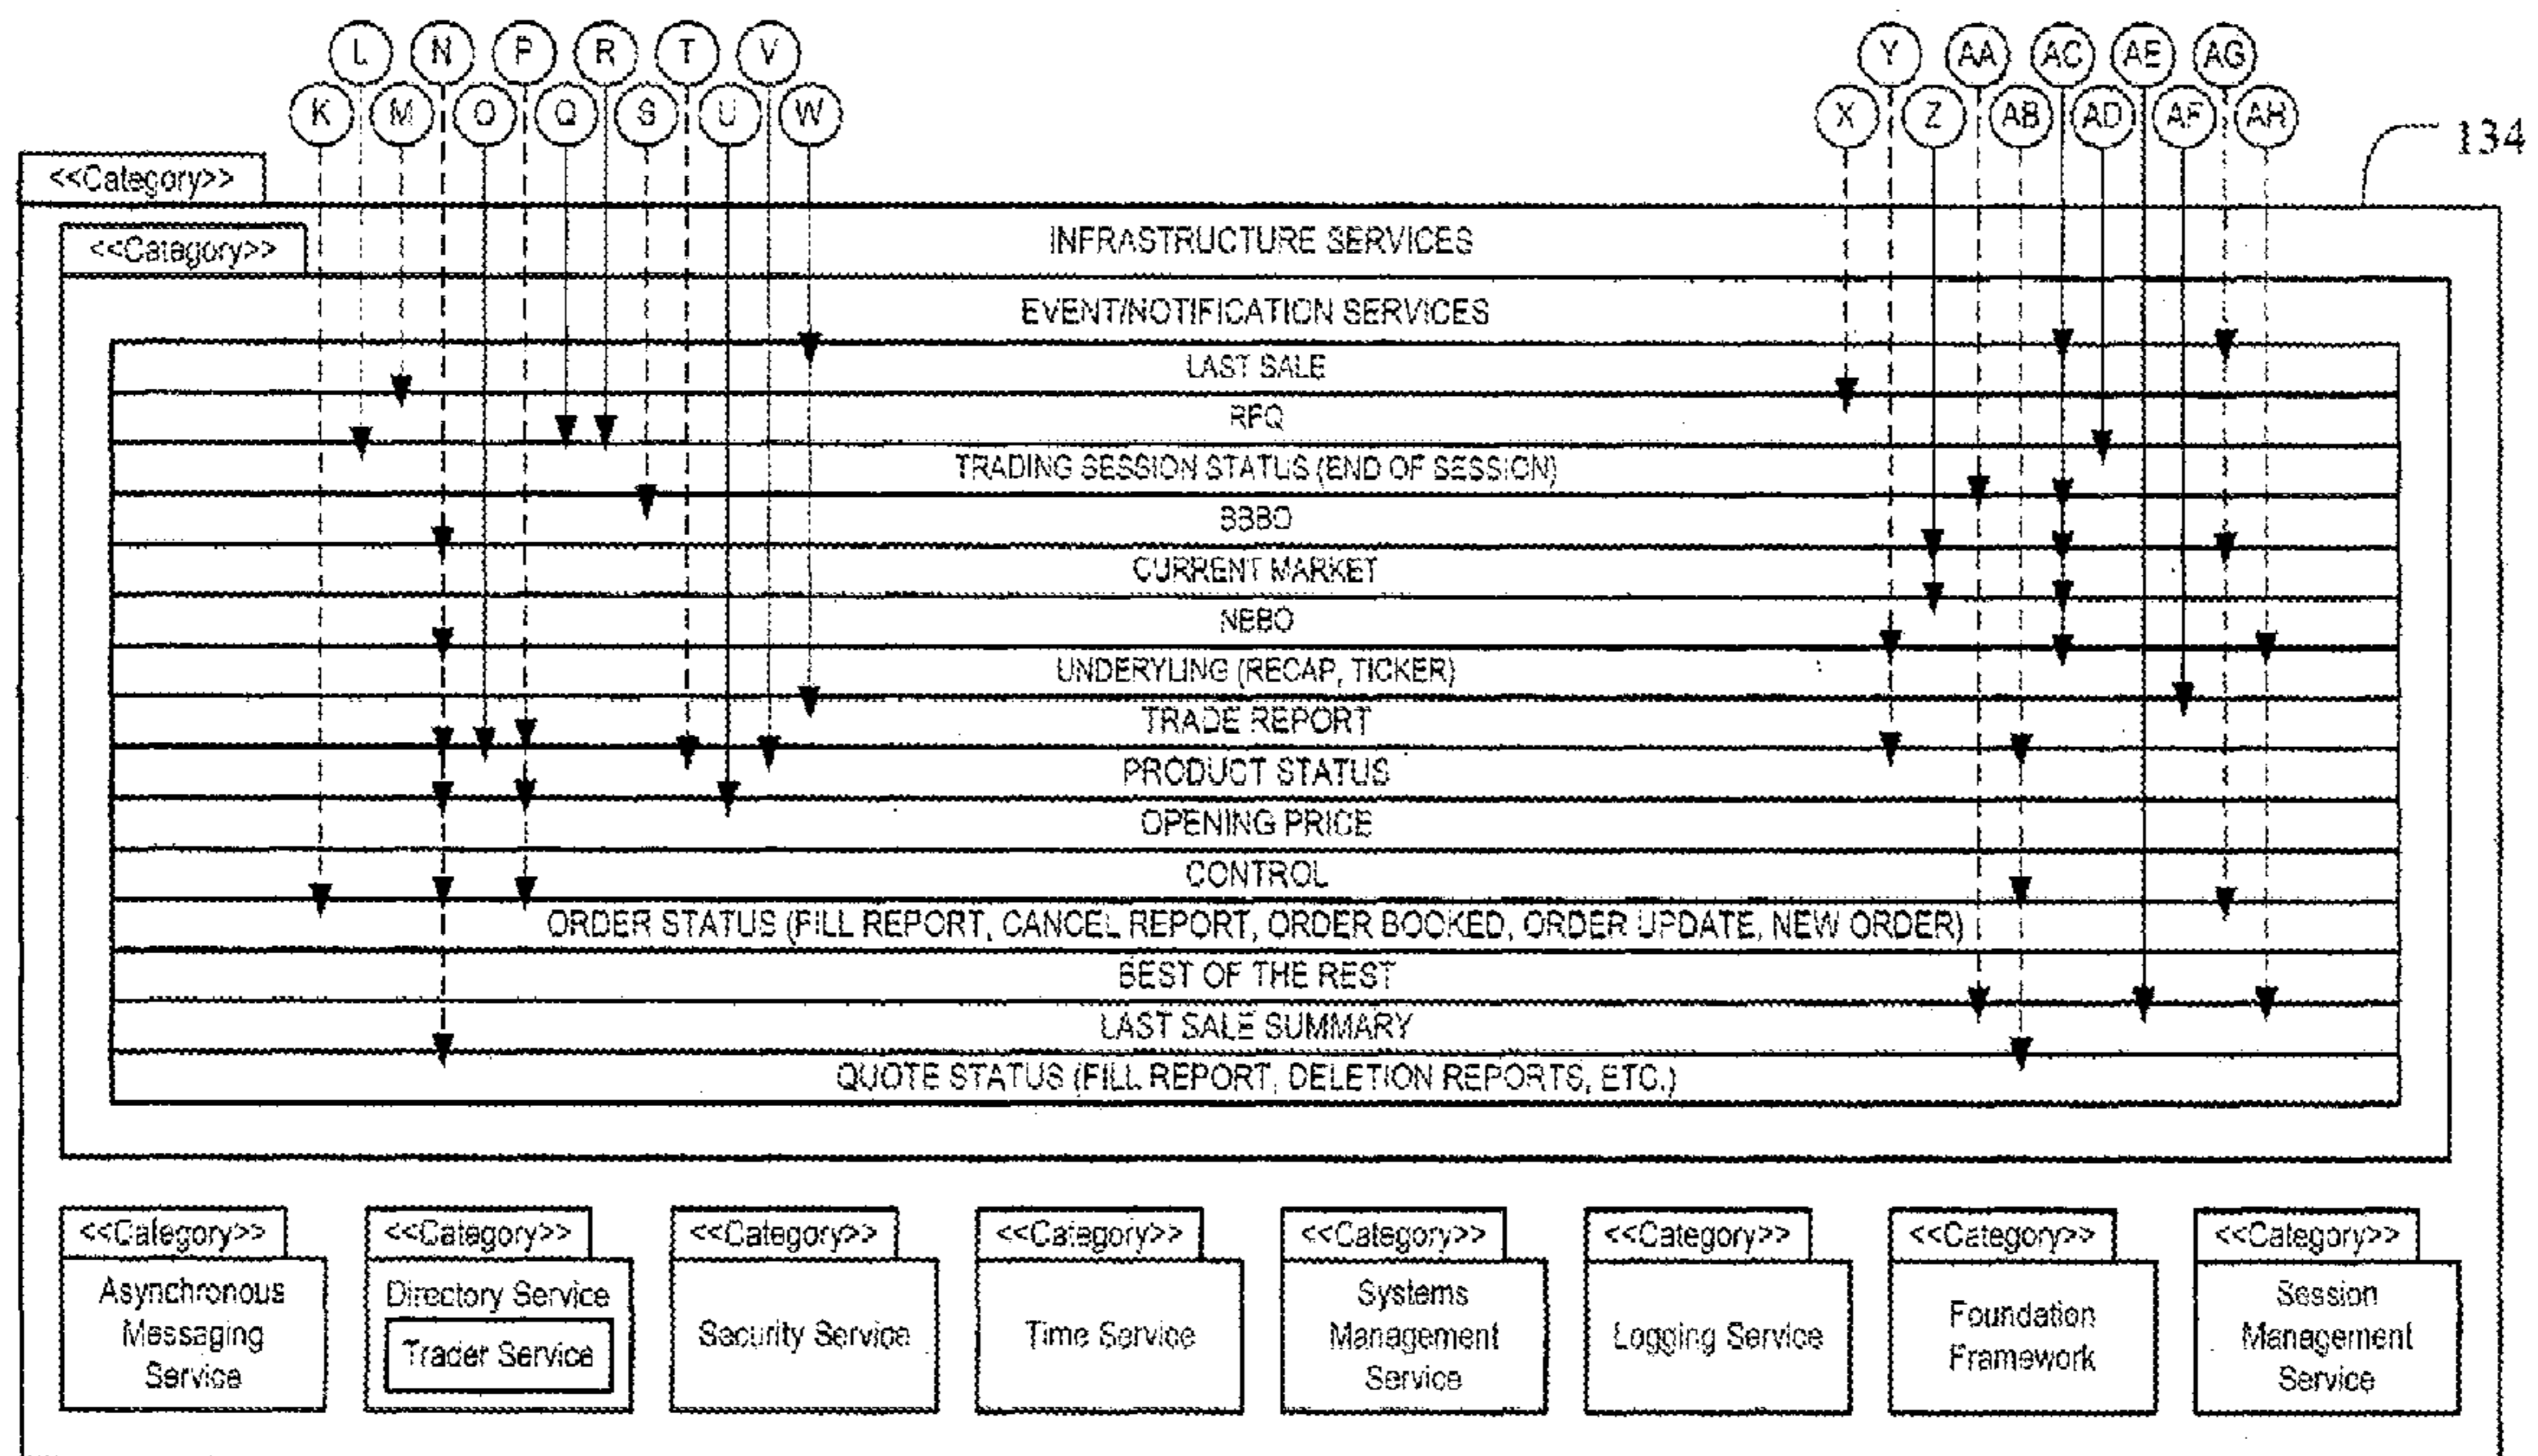 L N P R T V Y AA AC AE AG
K M O Q S U W X Z AB AD AF AH
134
<<Category>>
<<Category>>
INFRASTRUCTURE SERVICES
EVENT/NOTIFICATION SERVICES
LAST SALE
RFQ
TRADING SESSION STATUS (END OF SESSION)
BBBO
CURRENT MARKET
NBBO
UNDERYLING (RECAP, TICKER)
TRADE REPORT
PRODUCT STATUS
OPENING PRICE
CONTROL
ORDER STATUS (FILL REPORT, CANCEL REPORT, ORDER BOOKED, ORDER UPDATE, NEW ORDER)
BEST OF THE REST
LAST SALE SUMMARY
QUOTE STATUS (FILL REPORT, DELETION REPORTS, ETC.)
<<Category>>
Asynchronous
Messaging
Service
<<Category>>
Directory Service
Trader Service
<<Category>>
Security Service
<<Category>>
Time Service
<<Category>>
Systems
Management
Service
<<Category>>
Logging Service
<<Category>>
Foundation
Framework
<<Category>>
Session
Management
Service